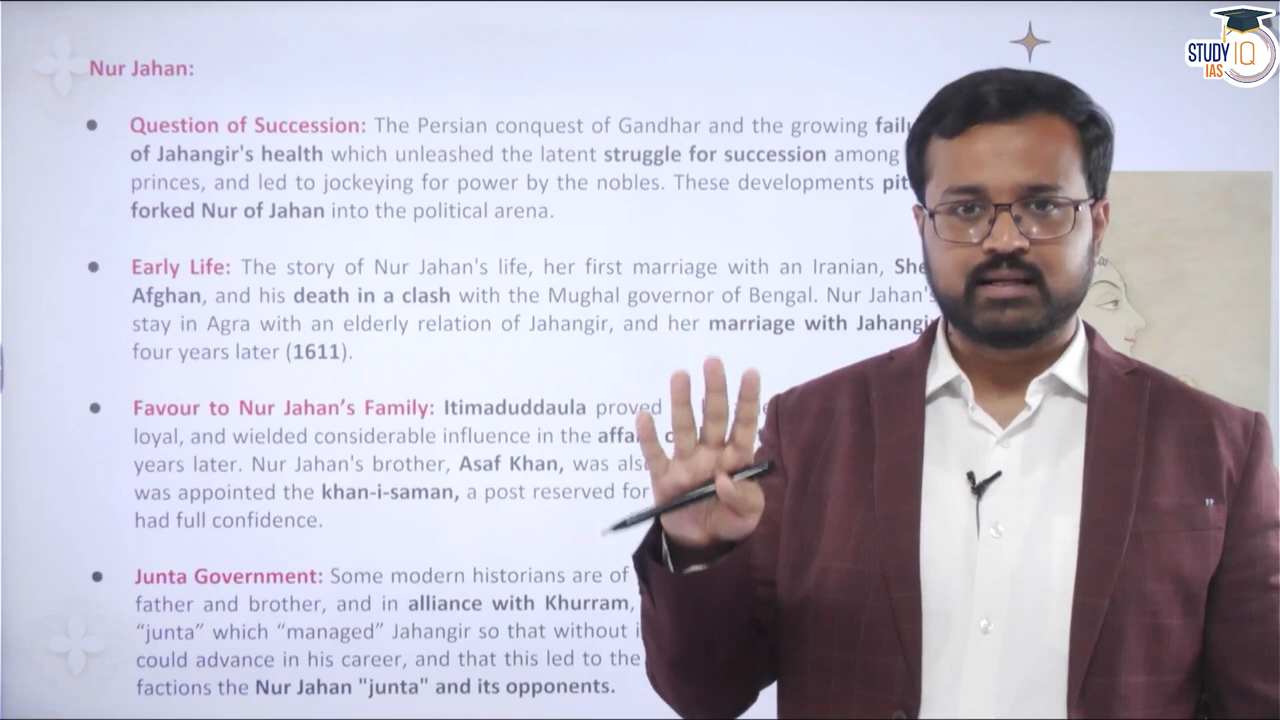 STUDY IQ
IAS
Nur Jahan:
Question of Succession: The Persian conquest of Gandhar and the growing
of Jahangir's health which unleashed the latent struggle for succession among
princes, and led to jockeying for power by the nobles. These developments
forked Nur of Jahan into the political arena.
Early Life: The story of Nur Jahan's life, her first marriage with an Iranian,
Afghan, and his death in a clash with the Mughal governor of Bengal. Nur Jahan's
stay in Agra with an elderly relation of Jahangir, and her marriage with
four years later (1611).
Favour to Nur Jahan's Family: Itimaduddaula proved
loyal, and wielded considerable influence in the
years later. Nur Jahan's brother, Asaf Khan, was
was appointed the khan-i-saman, a post reserved for
had full confidence.
Junta Government: Some modern historians are of
father and brother, and in alliance with Khurram,
“junta” which “managed” Jahangir so that without
could advance in his career, and that this led to the
factions the Nur Jahan "junta" and its opponents.